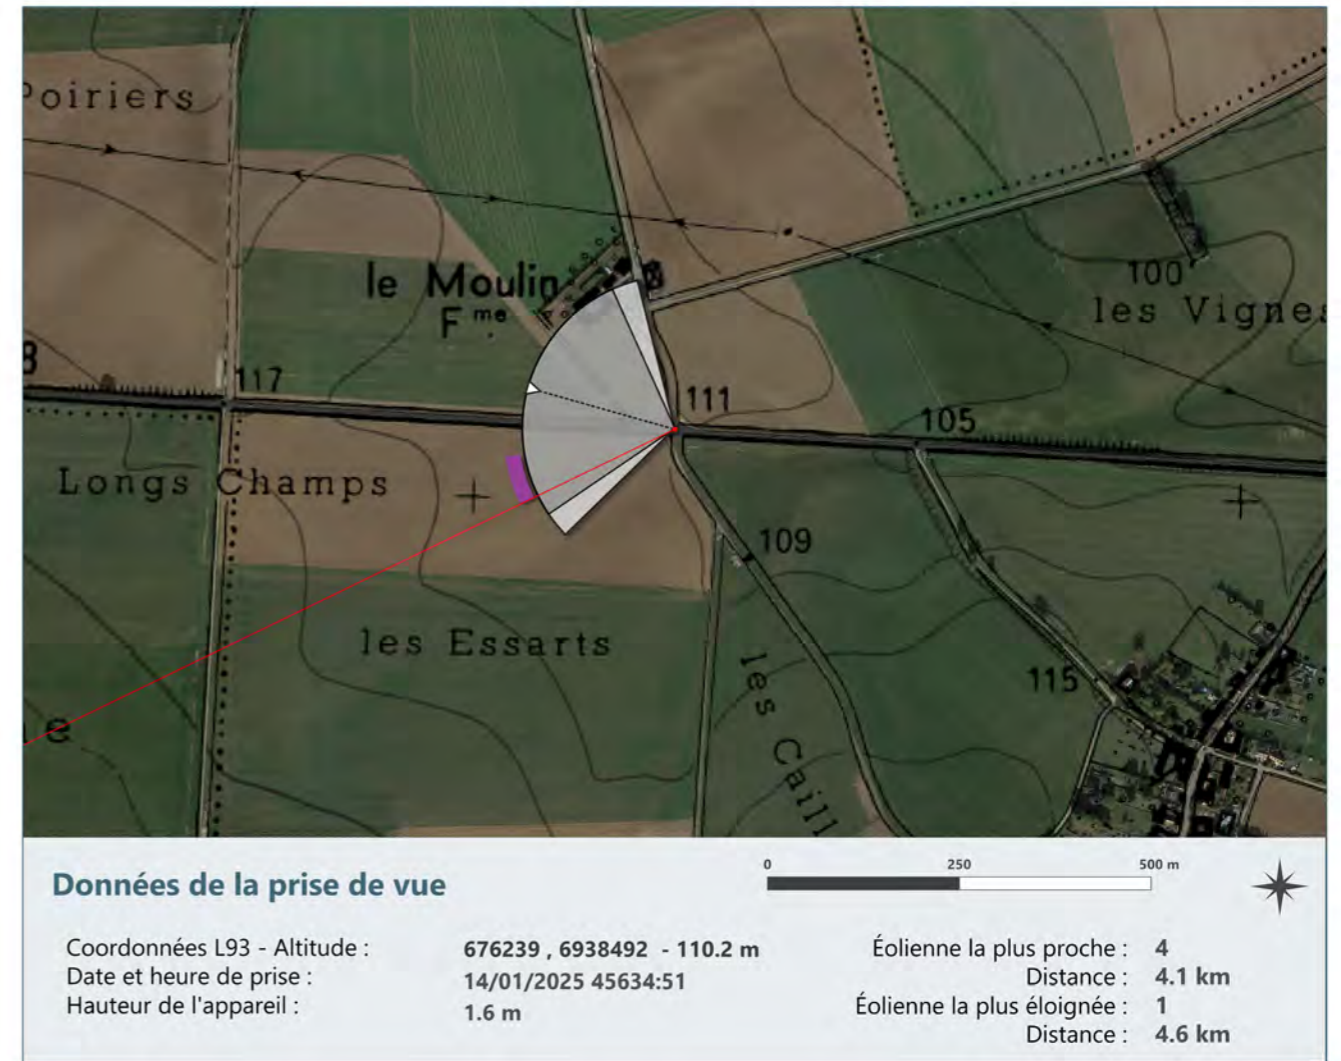 Poiriers
100
les Vignes
le Moulin
Fme.
8
117
111
105
Longs Champs
109
les Essarts
115
les Caill
Données de la prise de vue
0 250 500 m
Coordonnées L93 - Altitude : 676239 , 6938492 - 110.2 m
Date et heure de prise : 14/01/2025 45634:51
Hauteur de l'appareil : 1.6 m
Éolienne la plus proche : 4
Distance : 4.1 km
Éolienne la plus éloignée : 1
Distance : 4.6 km